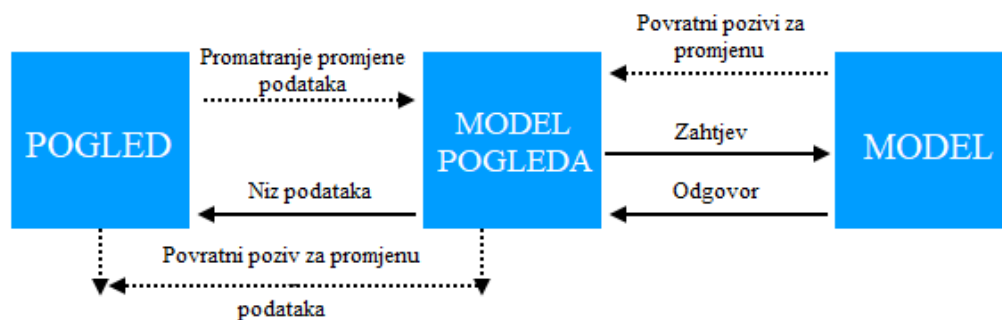 Povratni pozivi za
promjenu
Promatranje promjene
podataka
POGLED
MODEL
POGLEDA
MODEL
Zahtjev
Niz podataka
Odgovor
Povratni poziv za promjenu
podataka